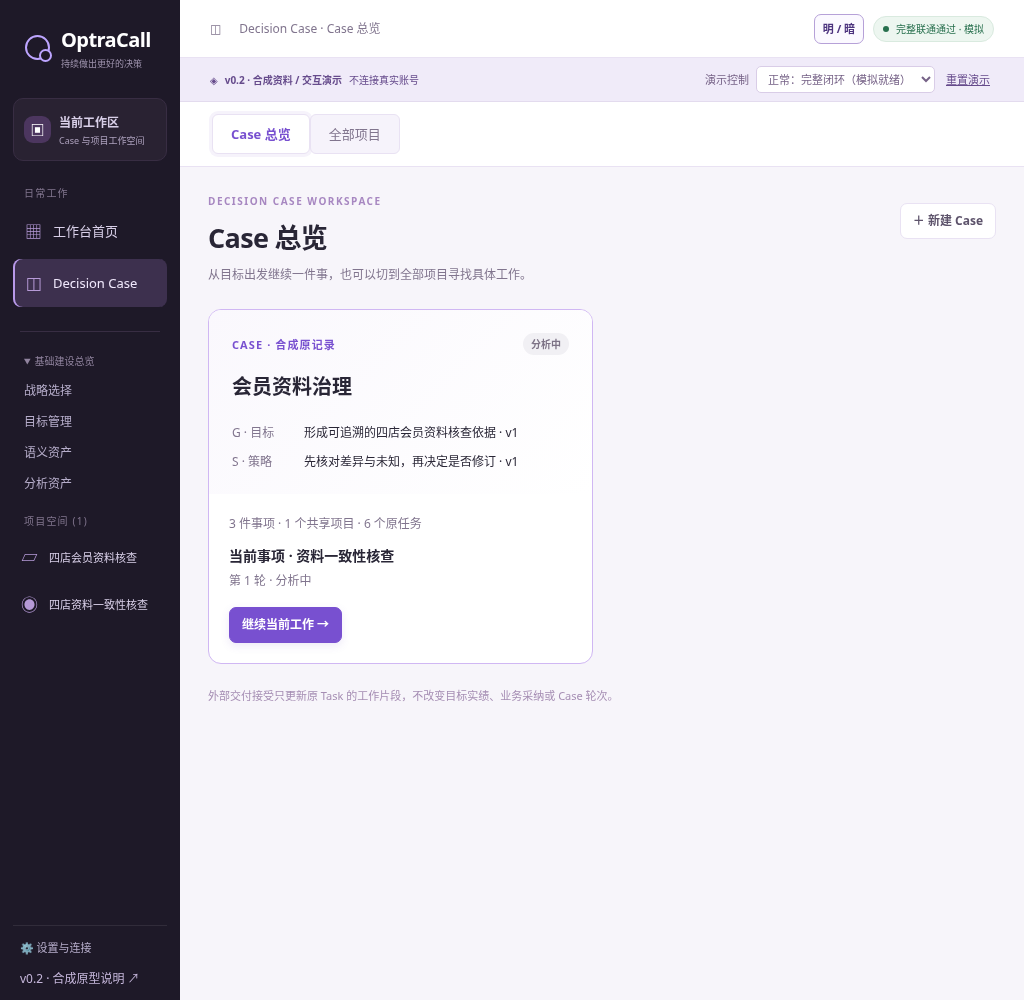 OptraCall
持续做出更好的决策
当前工作区
Case 与项目工作空间
日常工作
工作台首页
Decision Case
▼ 基础建设总览
战略选择
目标管理
语义资产
分析资产
项目空间 (1)
四店会员资料核查
四店资料一致性核查
设置与连接
v0.2 · 合成原型说明 ↗
Decision Case · Case 总览
明 / 暗
完整联通通过 · 模拟
v0.2 · 合成资料 / 交互演示 不连接真实账号
演示控制
正常：完整闭环（模拟就绪）
重置演示
Case 总览
全部项目
DECISION CASE WORKSPACE
Case 总览
从目标出发继续一件事，也可以切到全部项目寻找具体工作。
＋ 新建 Case
CASE · 合成原记录
分析中
会员资料治理
G · 目标 形成可追溯的四店会员资料核查依据 · v1
S · 策略 先核对差异与未知，再决定是否修订 · v1
3 件事项 · 1 个共享项目 · 6 个原任务
当前事项 · 资料一致性核查
第 1 轮 · 分析中
继续当前工作 →
外部交付接受只更新原 Task 的工作片段，不改变目标实绩、业务采纳或 Case 轮次。